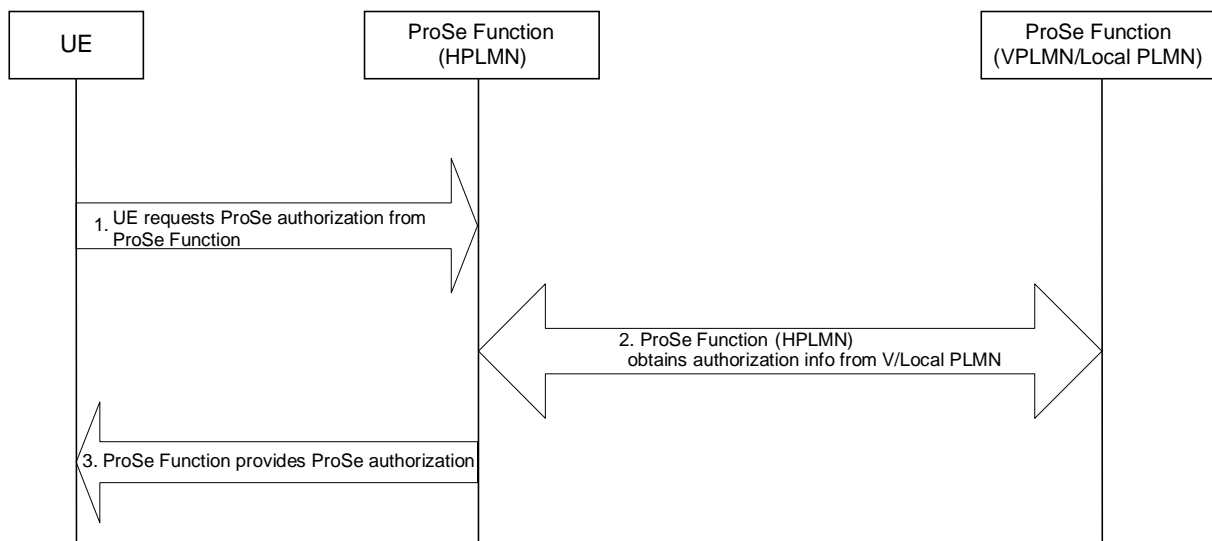 UE
ProSe Function
(HPLMN)
ProSe Function
(VPLMN/Local PLMN)
1. UE requests ProSe authorization from
ProSe Function
2. ProSe Function (HPLMN)
obtains authorization info from V/Local PLMN
3. ProSe Function provides ProSe authorization